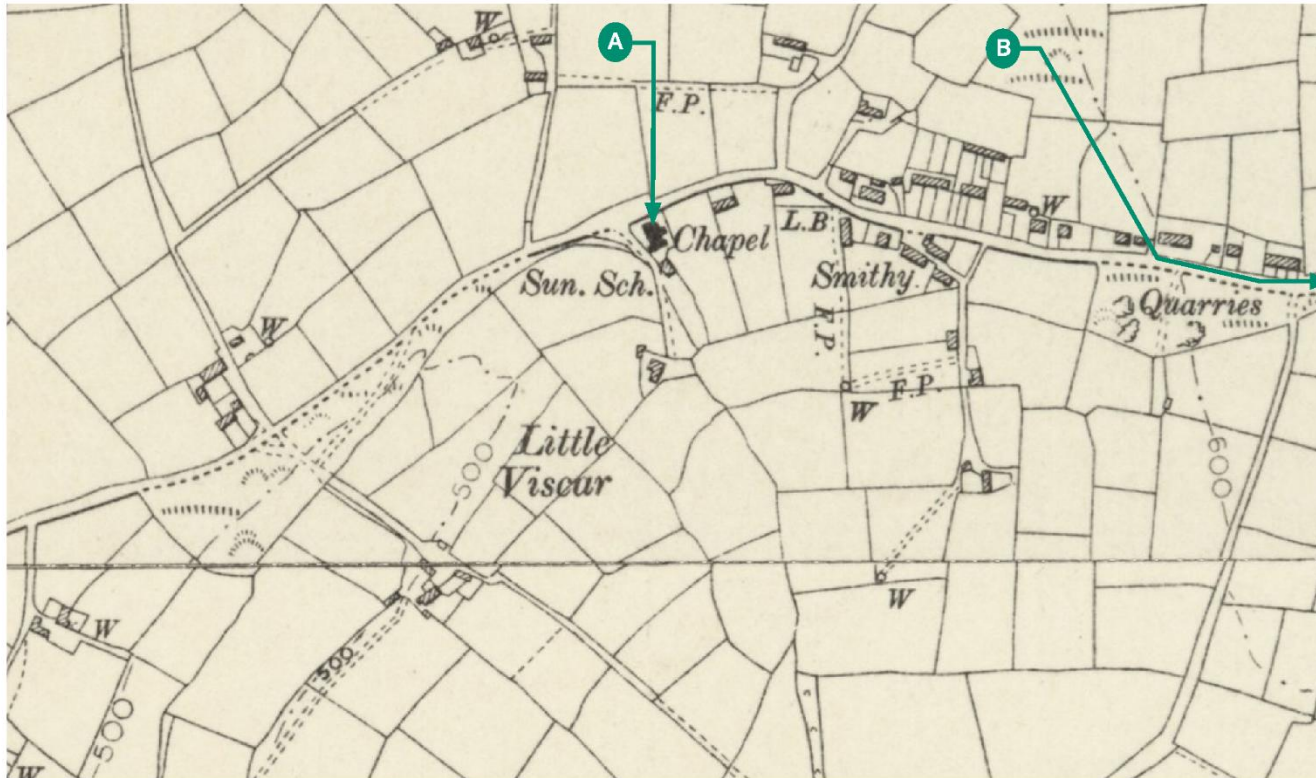 W
A
B
F.P.
W
L.B
Chapel
Sun. Sch.
Smithy
Quarries
W
F.P.
F.P.
W
Little
Viscar
500
600
W
500
W
500
W